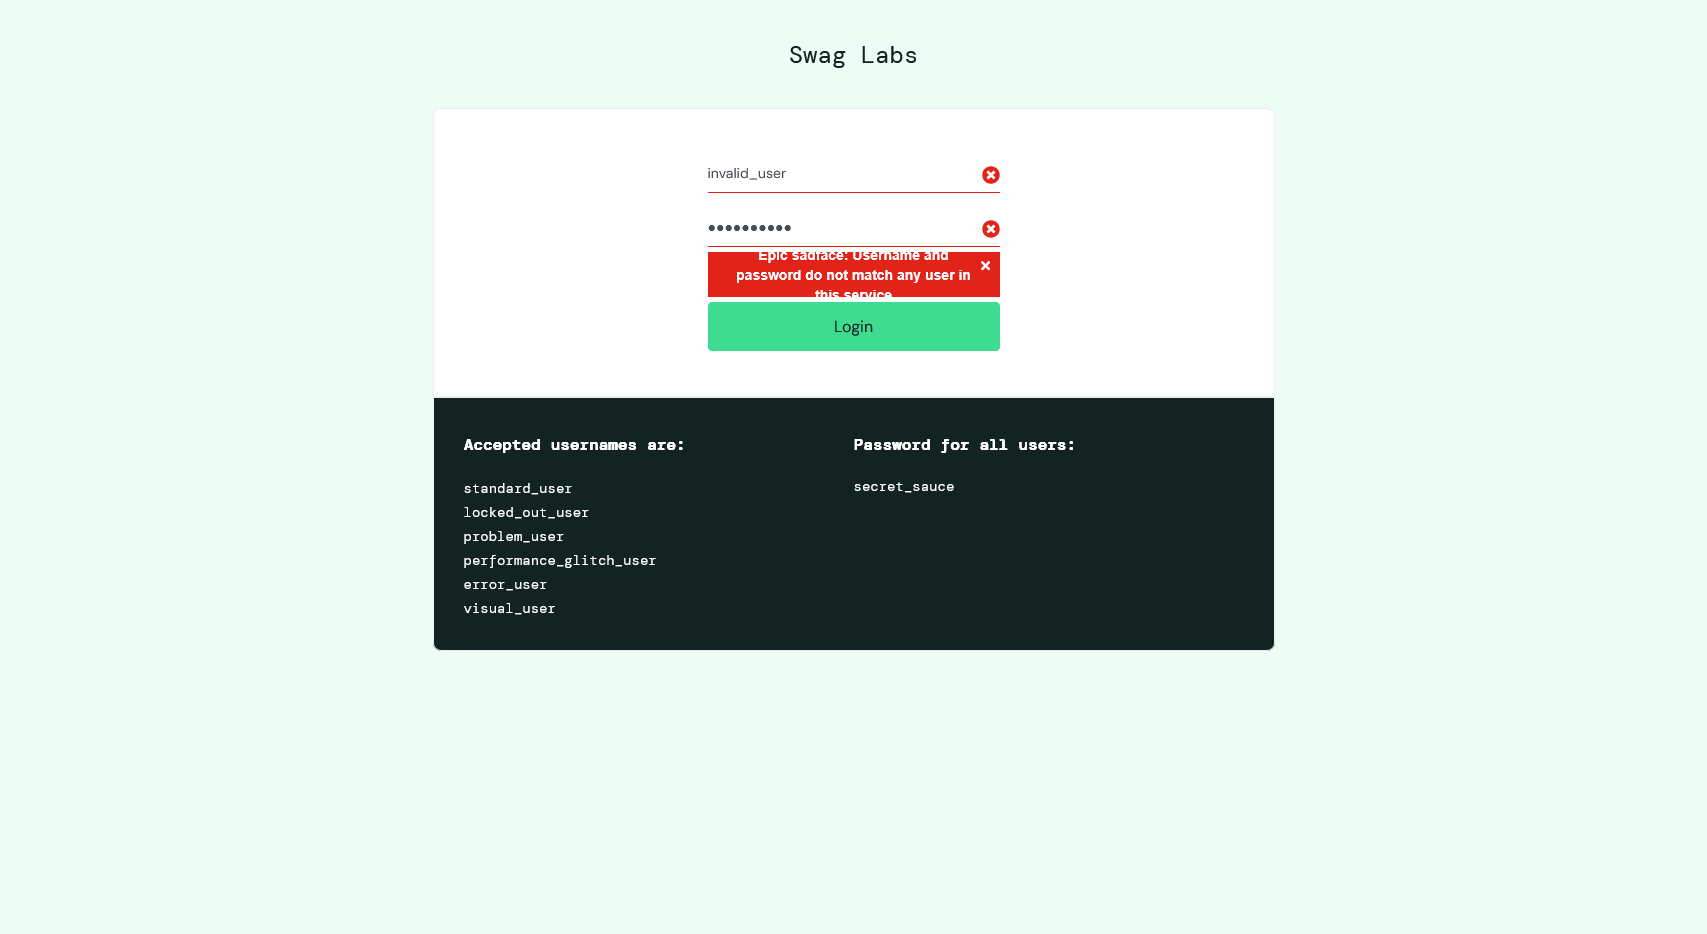 Swag Labs
invalid_user
••••••••••
Epic sadface: Username and
password do not match any user in
this service
Login
Accepted usernames are:
standard_user
locked_out_user
problem_user
performance_glitch_user
error_user
visual_user
Password for all users:
secret_sauce